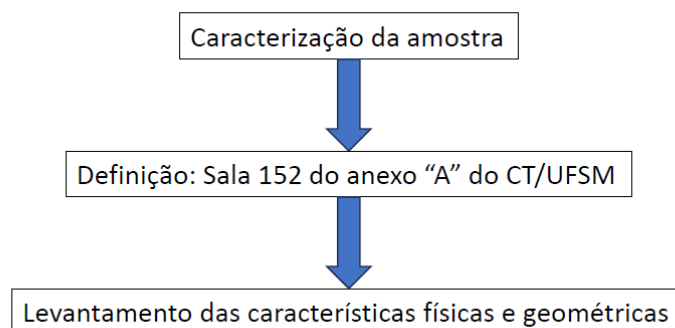 Caracterização da amostra
Definição: Sala 152 do anexo “A” do CT/UFSM
Levantamento das características físicas e geométricas